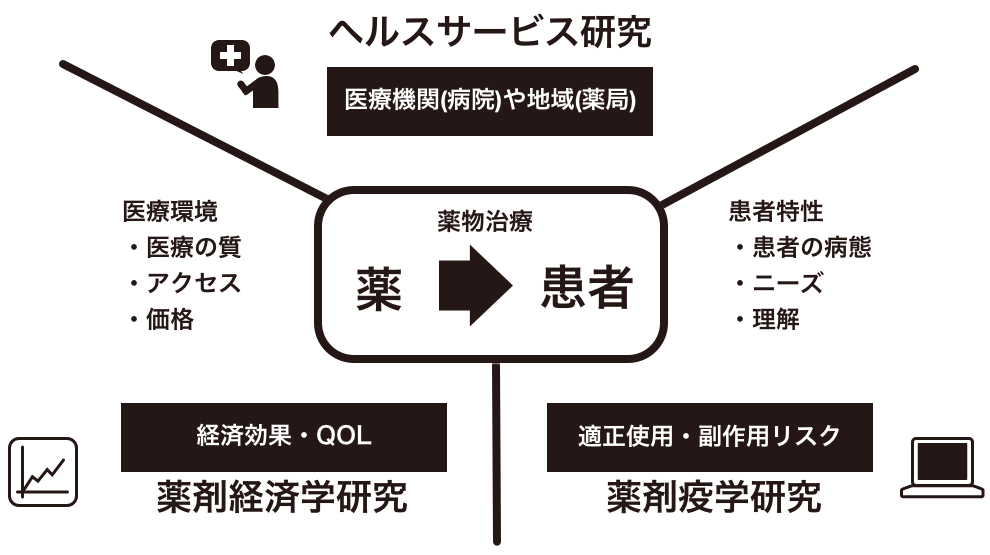 ヘルスサービス研究
医療機関(病院)や地域(薬局)
医療環境
・医療の質
・アクセス
・価格
薬物治療
薬
患者
患者特性
・患者の病態
・ニーズ
・理解
経済効果・QOL
薬剤経済学研究
適正使用・副作用リスク
薬剤疫学研究